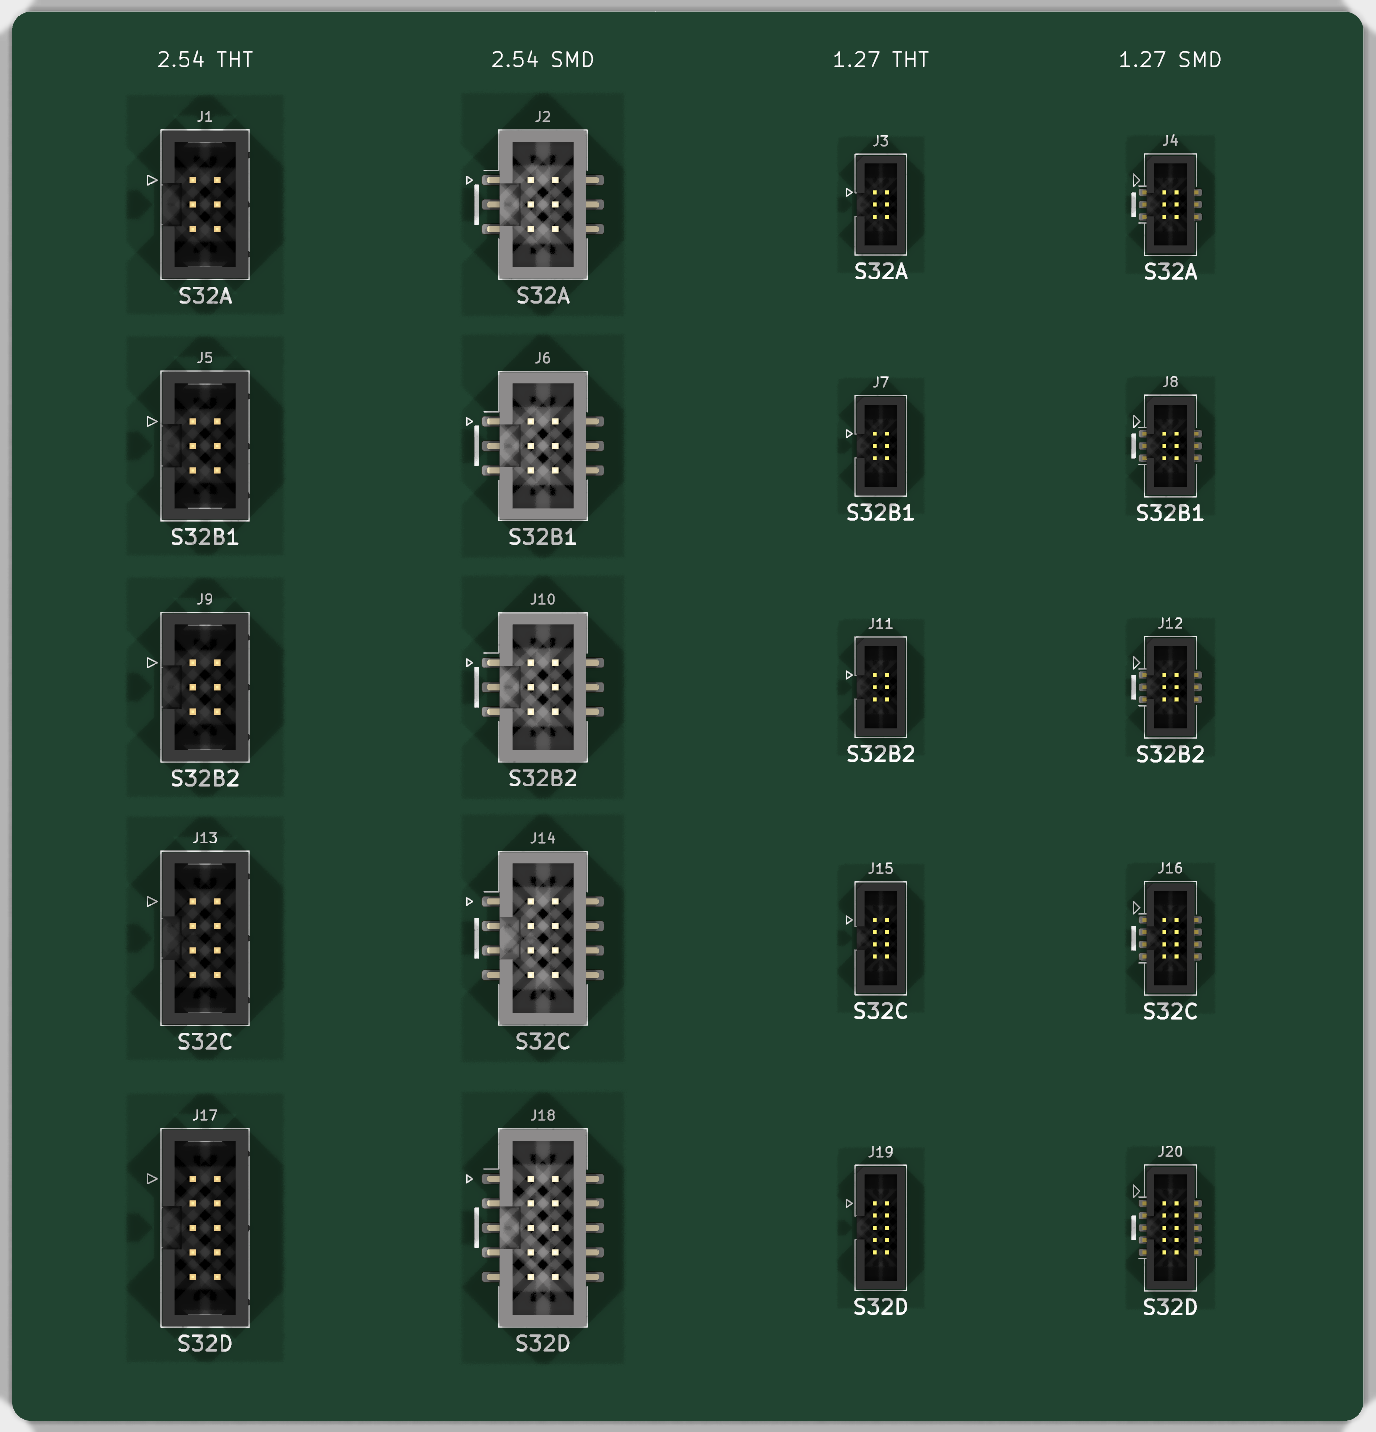 2.54 THT 2.54 SMD 1.27 THT 1.27 SMD
J1 J2 J3 J4
S32A S32A S32A S32A
J5 J6 J7 J8
S32B1 S32B1 S32B1 S32B1
J9 J10 J11 J12
S32B2 S32B2 S32B2 S32B2
J13 J14 J15 J16
S32C S32C S32C S32C
J17 J18 J19 J20
S32D S32D S32D S32D